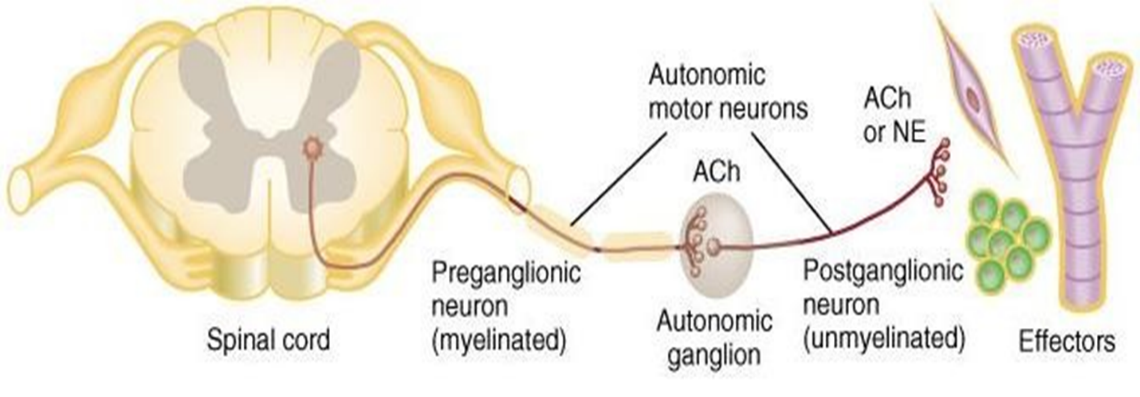 Autonomic
motor neurons
ACh
or NE
ACh
Preganglionic
neuron
(myelinated)
Postganglionic
neuron
(unmyelinated)
Autonomic
ganglion
Spinal cord
Effectors